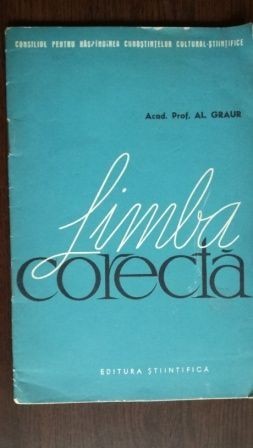 CONSILIUL PENTRU RĂSPÎNDIREA CUNOȘTINȚELOR CULTURAL-ȘTIINȚIFICE
Acad. Prof. AL. GRAUR
Limba
corectă
EDITURA ȘTIINȚIFICĂ